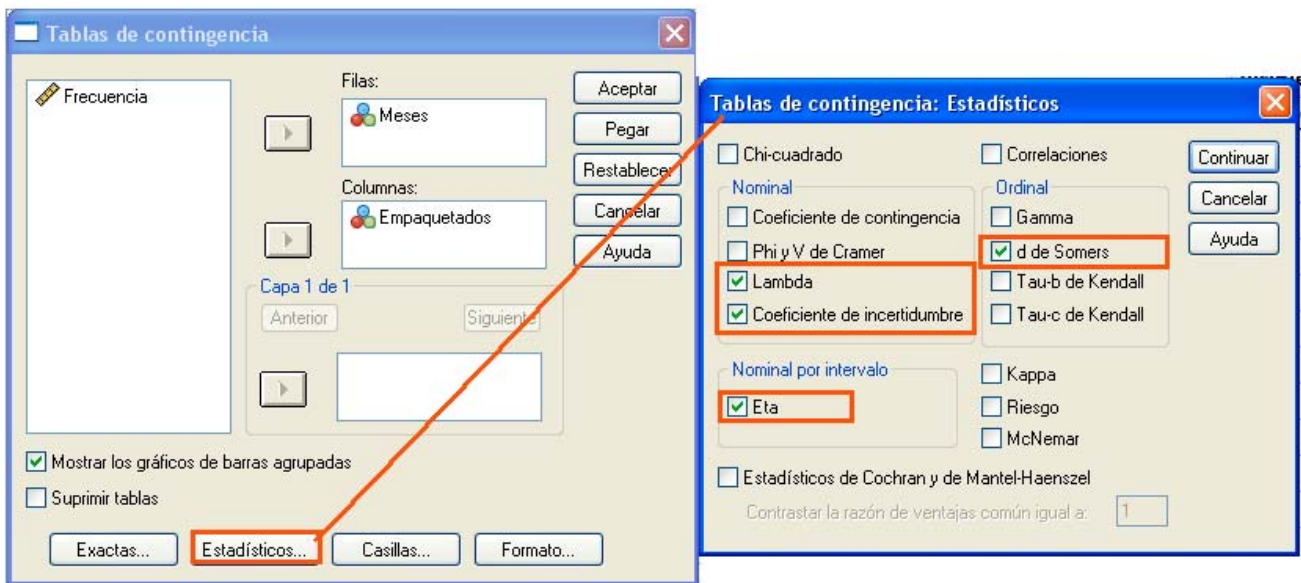 Tablas de contingencia
Frecuencia
Filas:
Meses
Columnas:
Empaquetados
Capa 1 de 1
Anterior
Siguiente
Mostrar los gráficos de barras agrupadas
Suprimir tablas
Exactas...
Estadísticos...
Casillas...
Formato...
Aceptar
Pegar
Restablecer
Cancelar
Ayuda
Tablas de contingencia: Estadísticos
Chi-cuadrado
Correlaciones
Nominal
Coeficiente de contingencia
Phi y V de Cramer
Lambda
Coeficiente de incertidumbre
Ordinal
Gamma
d de Somers
Tau-b de Kendall
Tau-c de Kendall
Nominal por intervalo
Eta
Kappa
Riesgo
McNemar
Estadísticos de Cochran y de Mantel-Haenszel
Contrastar la razón de ventajas común igual a:
1
Continuar
Cancelar
Ayuda